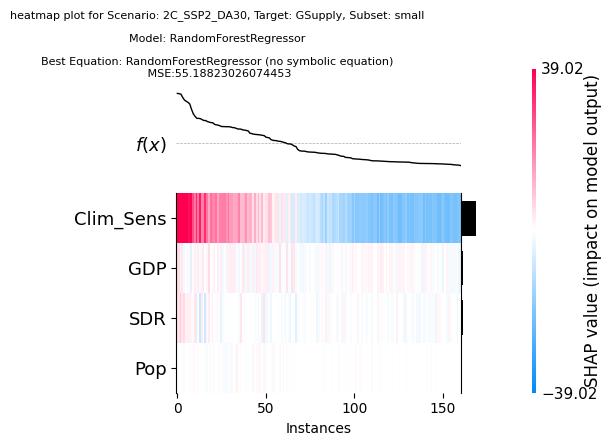 heatmap plot for Scenario: 2C_SSP2_DA30, Target: GSupply, Subset: small
Model: RandomForestRegressor
Best Equation: RandomForestRegressor (no symbolic equation)
MSE:55.18823026074453
39.02
f(x)
Clim_Sens
GDP
SDR
Pop
SHAP value (impact on model output)
−39.02
0 50 100 150
Instances